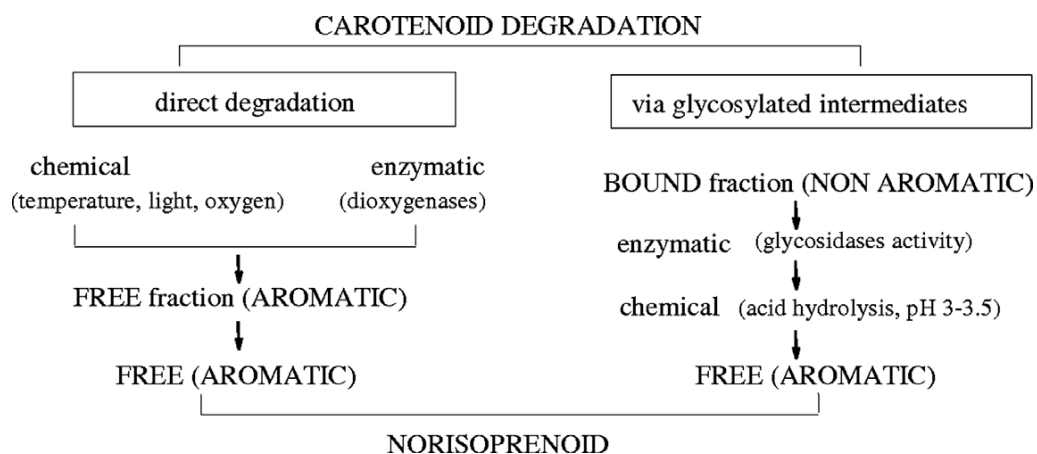 CAROTENOID DEGRADATION
direct degradation
chemical
(temperature, light, oxygen)
enzymatic
(dioxygenases)
FREE fraction (AROMATIC)
FREE (AROMATIC)
via glycosylated intermediates
BOUND fraction (NON AROMATIC)
enzymatic (glycosidases activity)
chemical (acid hydrolysis, pH 3-3.5)
FREE (AROMATIC)
NORISOPRENOID